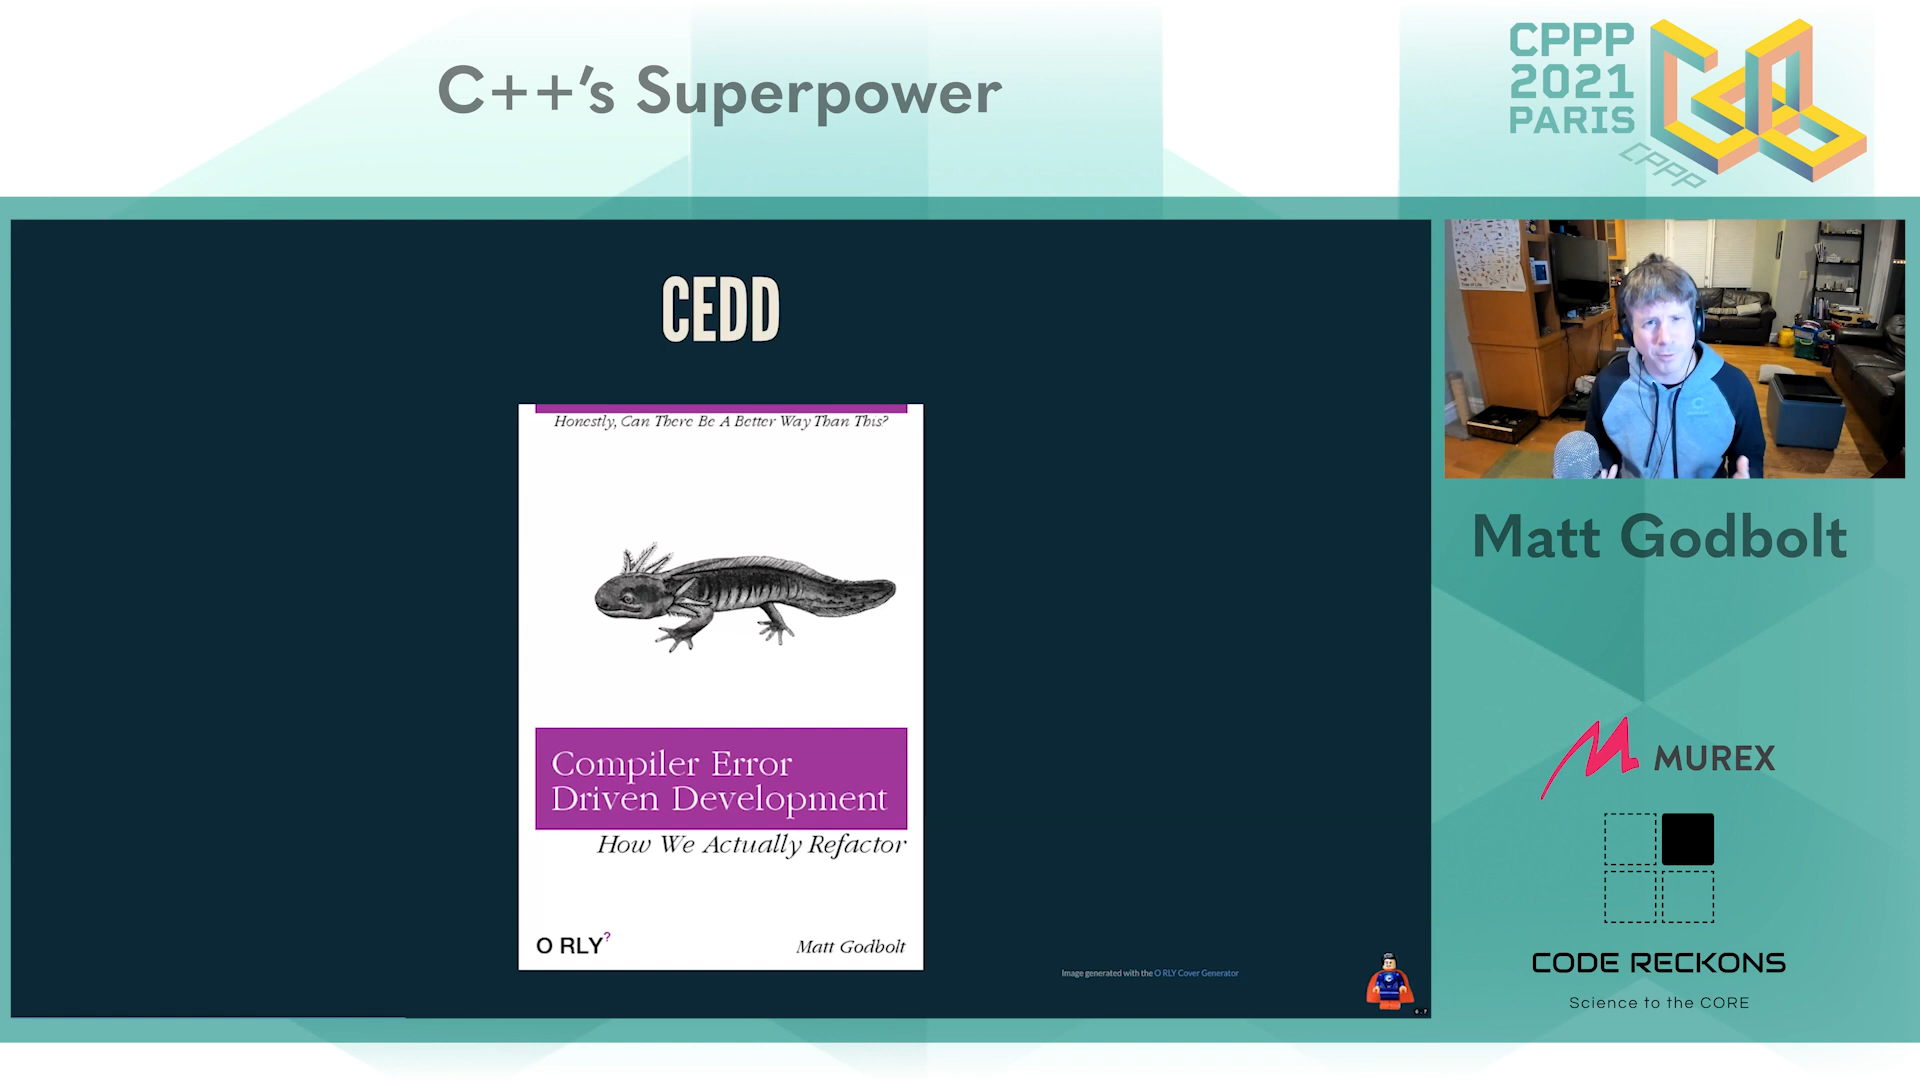 C++’s Superpower
CPPP
2021
PARIS
CPPP
CEDD
Honestly, Can There Be A Better Way Than This?
Compiler Error
Driven Development
How We Actually Refactor
O RLY?
Matt Godbolt
Image generated with the O RLY Cover Generator
6.7
Matt Godbolt
MUREX
CODE RECKONS
Science to the CORE